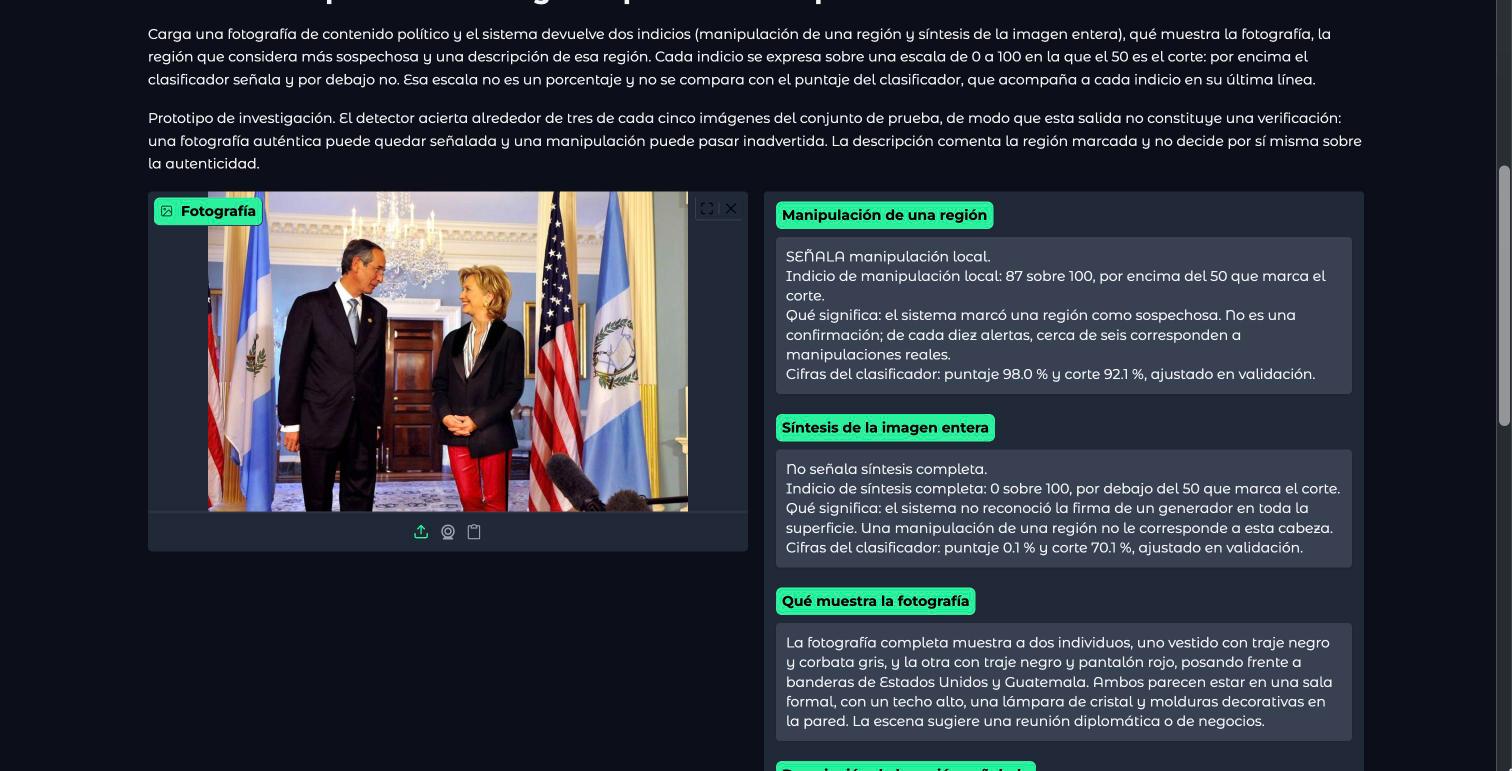 Carga una fotografía de contenido político y el sistema devuelve dos indicios (manipulación de una región y síntesis de la imagen entera), qué muestra la fotografía, la
región que considera más sospechosa y una descripción de esa región. Cada indicio se expresa sobre una escala de 0 a 100 en la que el 50 es el corte: por encima el
clasificador señala y por debajo no. Esa escala no es un porcentaje y no se compara con el puntaje del clasificador, que acompaña a cada indicio en su última línea.
Prototipo de investigación. El detector acierta alrededor de tres de cada cinco imágenes del conjunto de prueba, de modo que esta salida no constituye una verificación:
una fotografía auténtica puede quedar señalada y una manipulación puede pasar inadvertida. La descripción comenta la región marcada y no decide por sí misma sobre
la autenticidad.
Fotografía
Manipulación de una región
SEÑALA manipulación local.
Indicio de manipulación local: 87 sobre 100, por encima del 50 que marca el
corte.
Qué significa: el sistema marcó una región como sospechosa. No es una
confirmación; de cada diez alertas, cerca de seis corresponden a
manipulaciones reales.
Cifras del clasificador: puntaje 98.0 % y corte 92.1 %, ajustado en validación.
Síntesis de la imagen entera
No señala síntesis completa.
Indicio de síntesis completa: 0 sobre 100, por debajo del 50 que marca el corte.
Qué significa: el sistema no reconoció la firma de un generador en toda la
superficie. Una manipulación de una región no le corresponde a esta cabeza.
Cifras del clasificador: puntaje 0.1 % y corte 70.1 %, ajustado en validación.
Qué muestra la fotografía
La fotografía completa muestra a dos individuos, uno vestido con traje negro
y corbata gris, y la otra con traje negro y pantalón rojo, posando frente a
banderas de Estados Unidos y Guatemala. Ambos parecen estar en una sala
formal, con un techo alto, una lámpara de cristal y molduras decorativas en
la pared. La escena sugiere una reunión diplomática o de negocios.